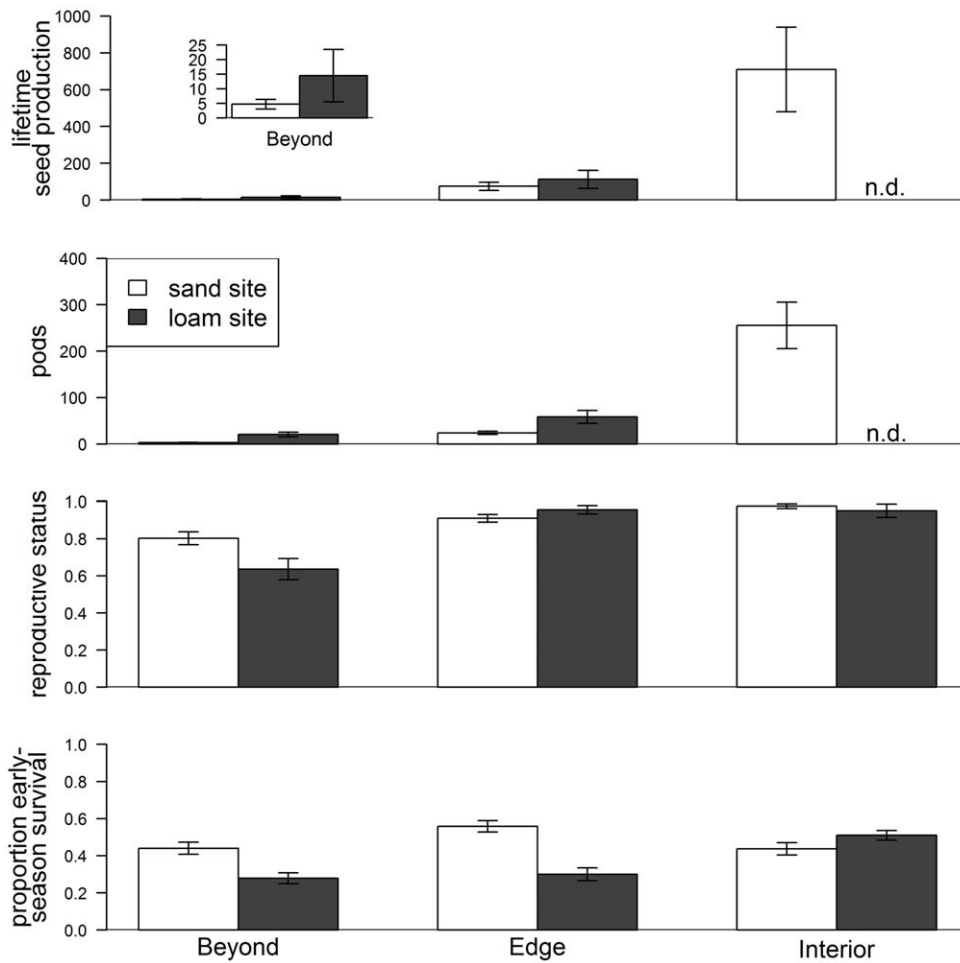 lifetime
seed production
1000
800
600
400
200
0
25
20
15
10
5
0
Beyond
n.d.
pods
400
300
200
100
0
sand site
loam site
n.d.
reproductive status
1.0
0.8
0.6
0.4
0.2
0.0
proportion early-
season survival
1.0
0.8
0.6
0.4
0.2
0.0
Beyond Edge Interior